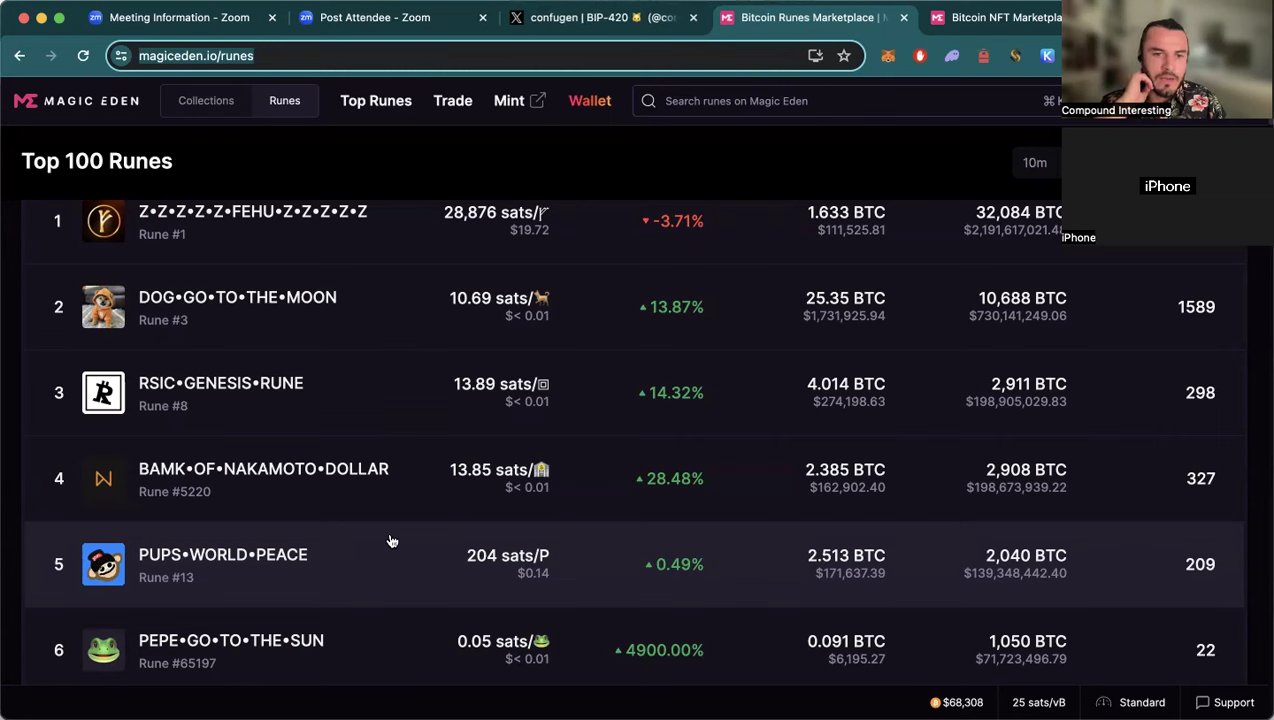 Meeting Information - Zoom
Post Attendee - Zoom
confugen | BIP-420 😺 (@co
Bitcoin Runes Marketplace | M
Bitcoin NFT Marketpla
magiceden.io/runes
MAGIC EDEN
Collections
Runes
Top Runes
Trade
Mint
Wallet
Search runes on Magic Eden
⌘K
Compound Interesting
Top 100 Runes
10m
iPhone
iPhone
1
Z•Z•Z•Z•Z•FEHU•Z•Z•Z•Z•Z
Rune #1
28,876 sats/ᚠ
$19.72
-3.71%
1.633 BTC
$111,525.81
32,084 BTC
$2,191,617,021.48
2
DOG•GO•TO•THE•MOON
Rune #3
10.69 sats/🐕
$< 0.01
13.87%
25.35 BTC
$1,731,925.94
10,688 BTC
$730,141,249.06
1589
3
RSIC•GENESIS•RUNE
Rune #8
13.89 sats/⧈
$< 0.01
14.32%
4.014 BTC
$274,198.63
2,911 BTC
$198,905,029.83
298
4
BAMK•OF•NAKAMOTO•DOLLAR
Rune #5220
13.85 sats/🏦
$< 0.01
28.48%
2.385 BTC
$162,902.40
2,908 BTC
$198,673,939.22
327
5
PUPS•WORLD•PEACE
Rune #13
204 sats/P
$0.14
0.49%
2.513 BTC
$171,637.39
2,040 BTC
$139,348,442.40
209
6
PEPE•GO•TO•THE•SUN
Rune #65197
0.05 sats/🐸
$< 0.01
4900.00%
0.091 BTC
$6,195.27
1,050 BTC
$71,723,496.79
22
$68,308
25 sats/vB
Standard
Support